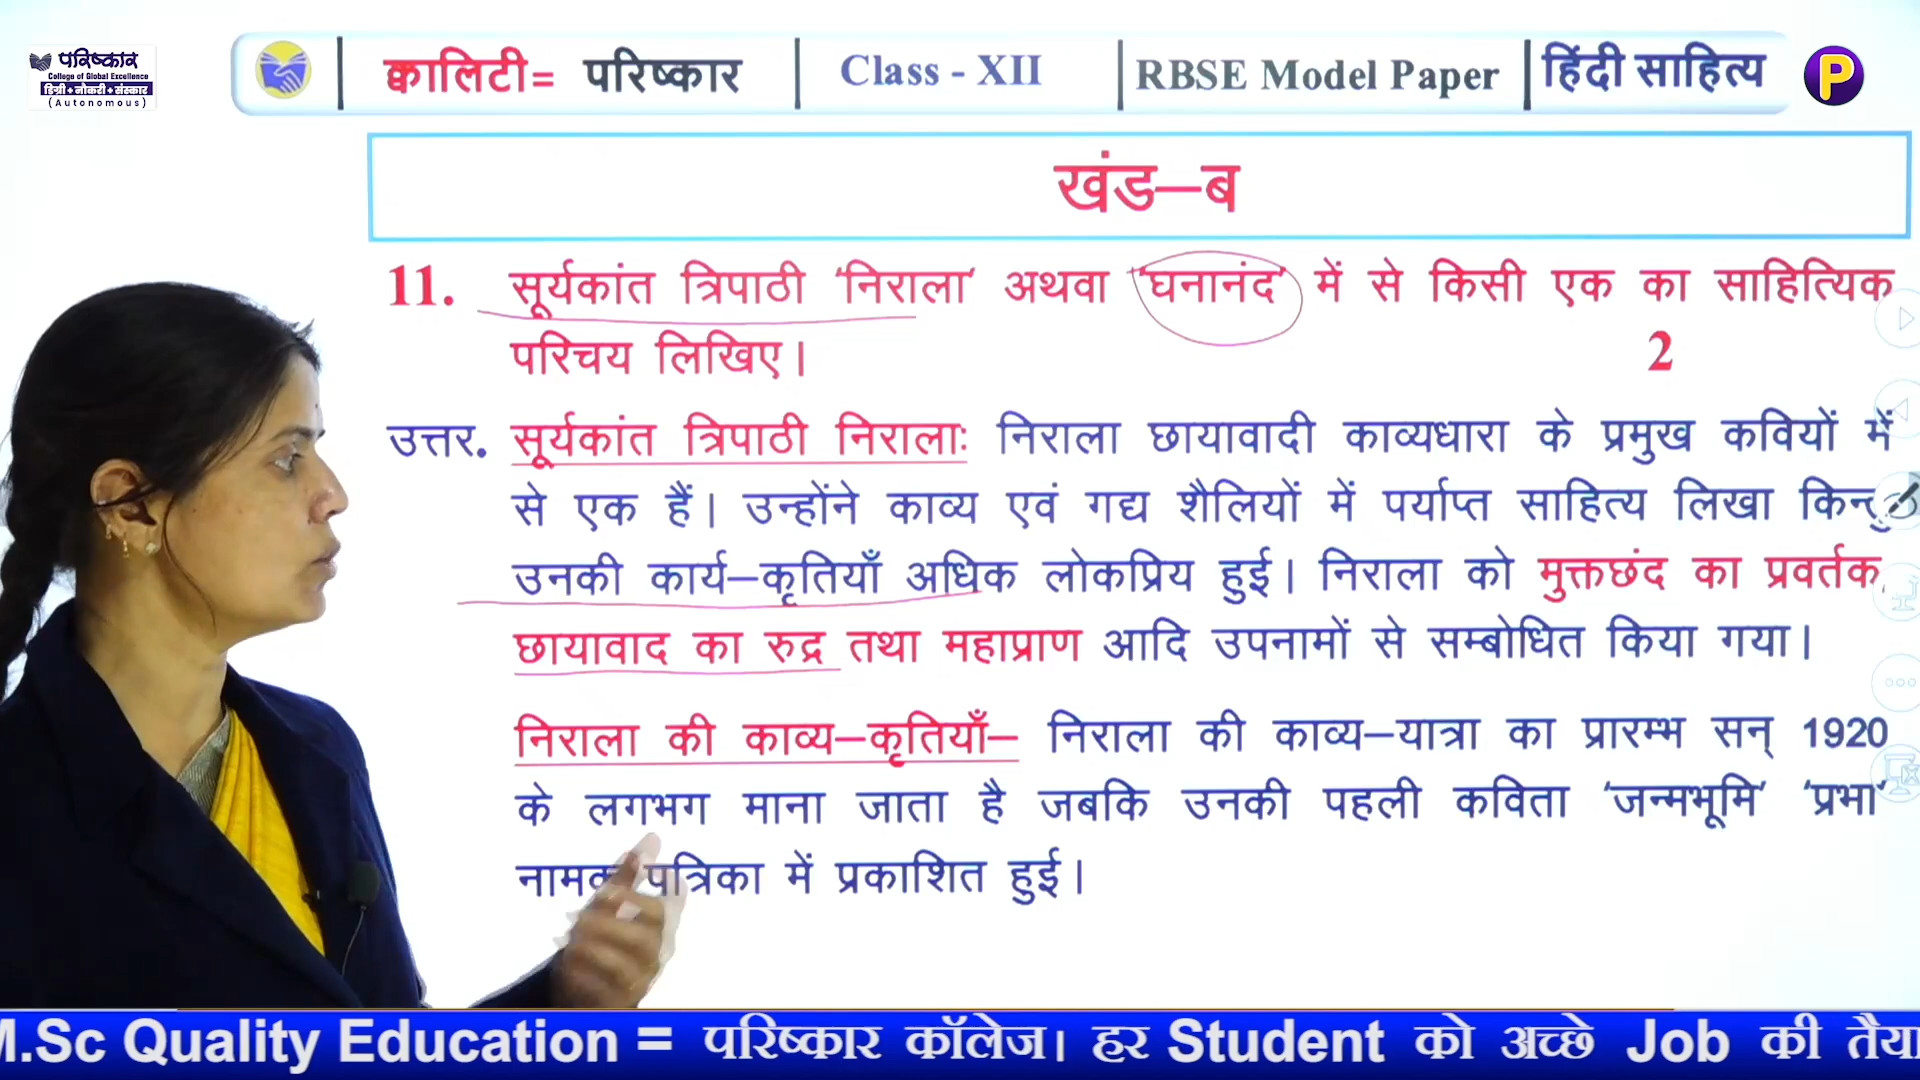 परिष्कार
College of Global Excellence
डिग्री+नौकरी+संस्कार
(Autonomous)
क्वालिटी= परिष्कार
Class - XII
RBSE Model Paper
हिंदी साहित्य
P
खंड–ब
11. सूर्यकांत त्रिपाठी ‘निराला’ अथवा ‘घनानंद’ में से किसी एक का साहित्यिक
परिचय लिखिए। 2
उत्तर. सूर्यकांत त्रिपाठी निरालाः निराला छायावादी काव्यधारा के प्रमुख कवियों में
से एक हैं। उन्होंने काव्य एवं गद्य शैलियों में पर्याप्त साहित्य लिखा किन्तु
उनकी कार्य–कृतियाँ अधिक लोकप्रिय हुई। निराला को मुक्तछंद का प्रवर्तक,
छायावाद का रुद्र तथा महाप्राण आदि उपनामों से सम्बोधित किया गया।
निराला की काव्य–कृतियाँ– निराला की काव्य–यात्रा का प्रारम्भ सन् 1920
के लगभग माना जाता है जबकि उनकी पहली कविता ‘जन्मभूमि’ ‘प्रभा’
नामक पत्रिका में प्रकाशित हुई।
M.Sc Quality Education = परिष्कार कॉलेज। हर Student को अच्छे Job की तैया